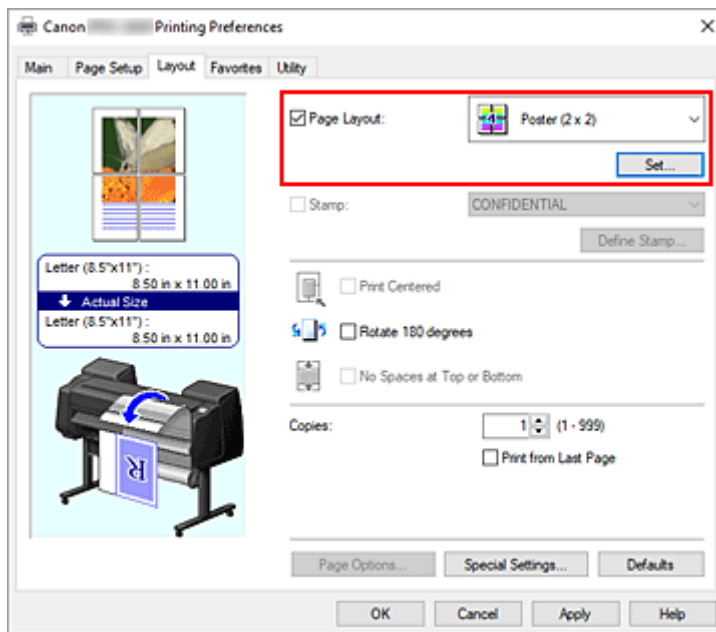 Canon Printing Preferences
Main Page Setup Layout Favorites Utility
Page Layout: 4 Poster (2 x 2)
Set...
Stamp: CONFIDENTIAL
Define Stamp...
Letter (8.5"x11") :
8.50 in x 11.00 in
Actual Size
Letter (8.5"x11") :
8.50 in x 11.00 in
Print Centered
Rotate 180 degrees
No Spaces at Top or Bottom
R
Copies: 1 (1 - 999)
Print from Last Page
Page Options... Special Settings... Defaults
OK Cancel Apply Help